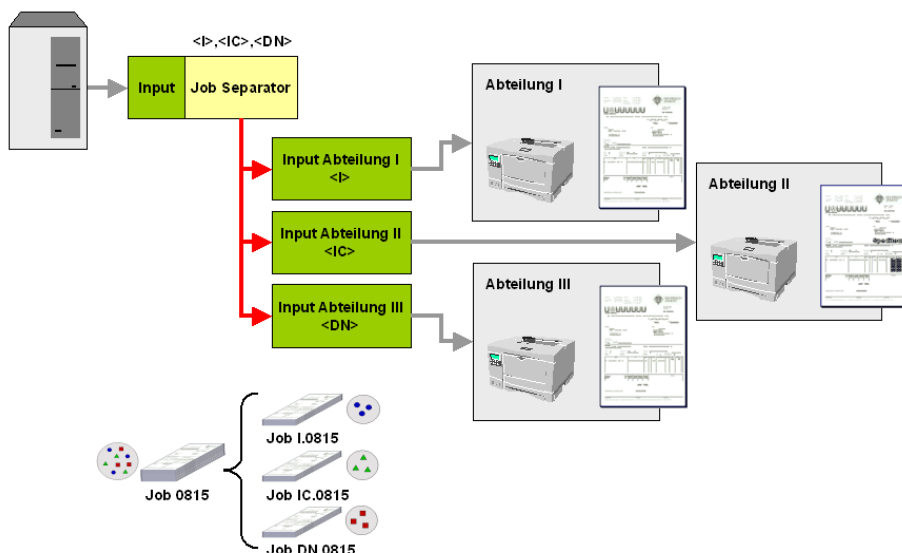 <I>,<IC>,<DN>
Input
Job Separator
Abteilung I
Input Abteilung I
<I>
Abteilung II
Input Abteilung II
<IC>
Abteilung III
Input Abteilung III
<DN>
Job I.0815
Job 0815
Job IC.0815
Job DN.0815